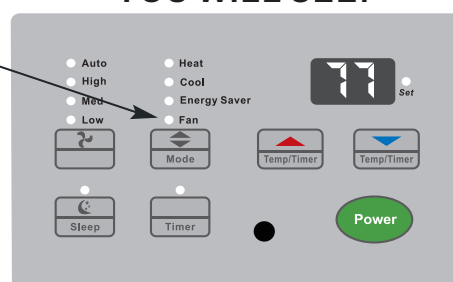 YOU WILL SEE:
Auto
High
Med
Low
Heat
Cool
Energy Saver
Fan
77
Set
Mode
Temp/Timer
Temp/Timer
Sleep
Timer
Power